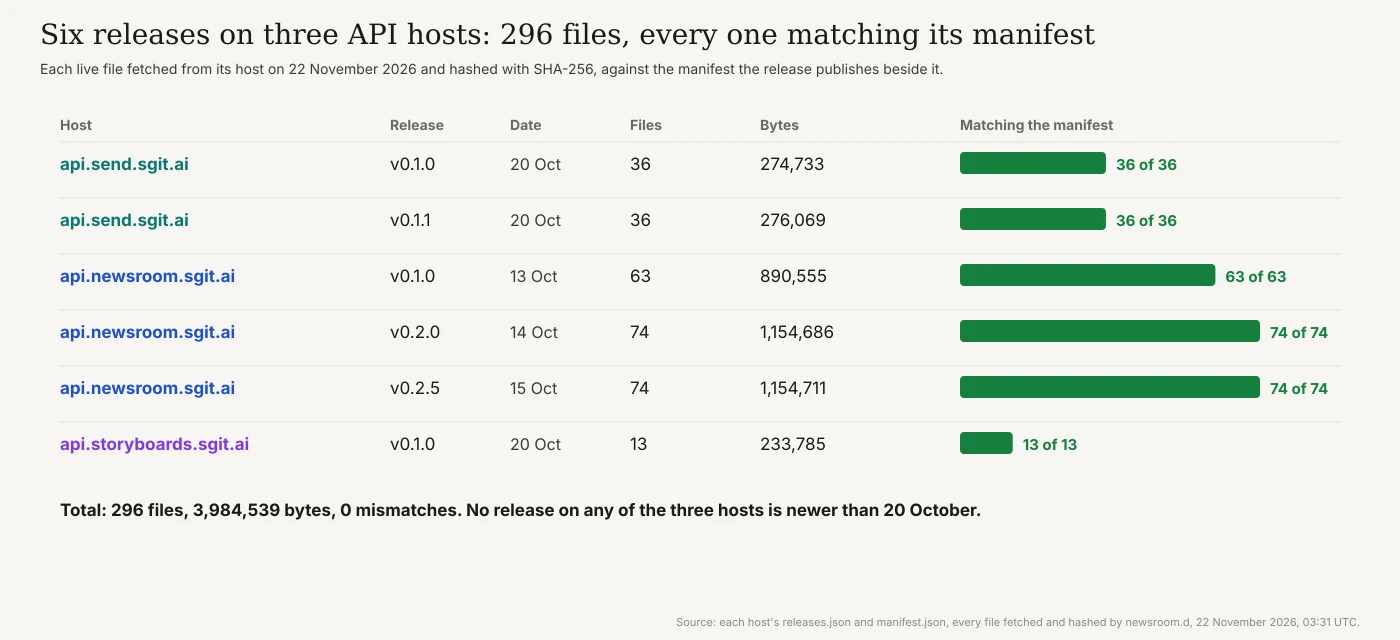 Six releases on three API hosts: 296 files, every one matching its manifest
Each live file fetched from its host on 22 November 2026 and hashed with SHA-256, against the manifest the release publishes beside it.
Host Release Date Files Bytes Matching the manifest
api.send.sgit.ai v0.1.0 20 Oct 36 274,733 36 of 36
api.send.sgit.ai v0.1.1 20 Oct 36 276,069 36 of 36
api.newsroom.sgit.ai v0.1.0 13 Oct 63 890,555 63 of 63
api.newsroom.sgit.ai v0.2.0 14 Oct 74 1,154,686 74 of 74
api.newsroom.sgit.ai v0.2.5 15 Oct 74 1,154,711 74 of 74
api.storyboards.sgit.ai v0.1.0 20 Oct 13 233,785 13 of 13
Total: 296 files, 3,984,539 bytes, 0 mismatches. No release on any of the three hosts is newer than 20 October.
Source: each host's releases.json and manifest.json, every file fetched and hashed by newsroom.d, 22 November 2026, 03:31 UTC.